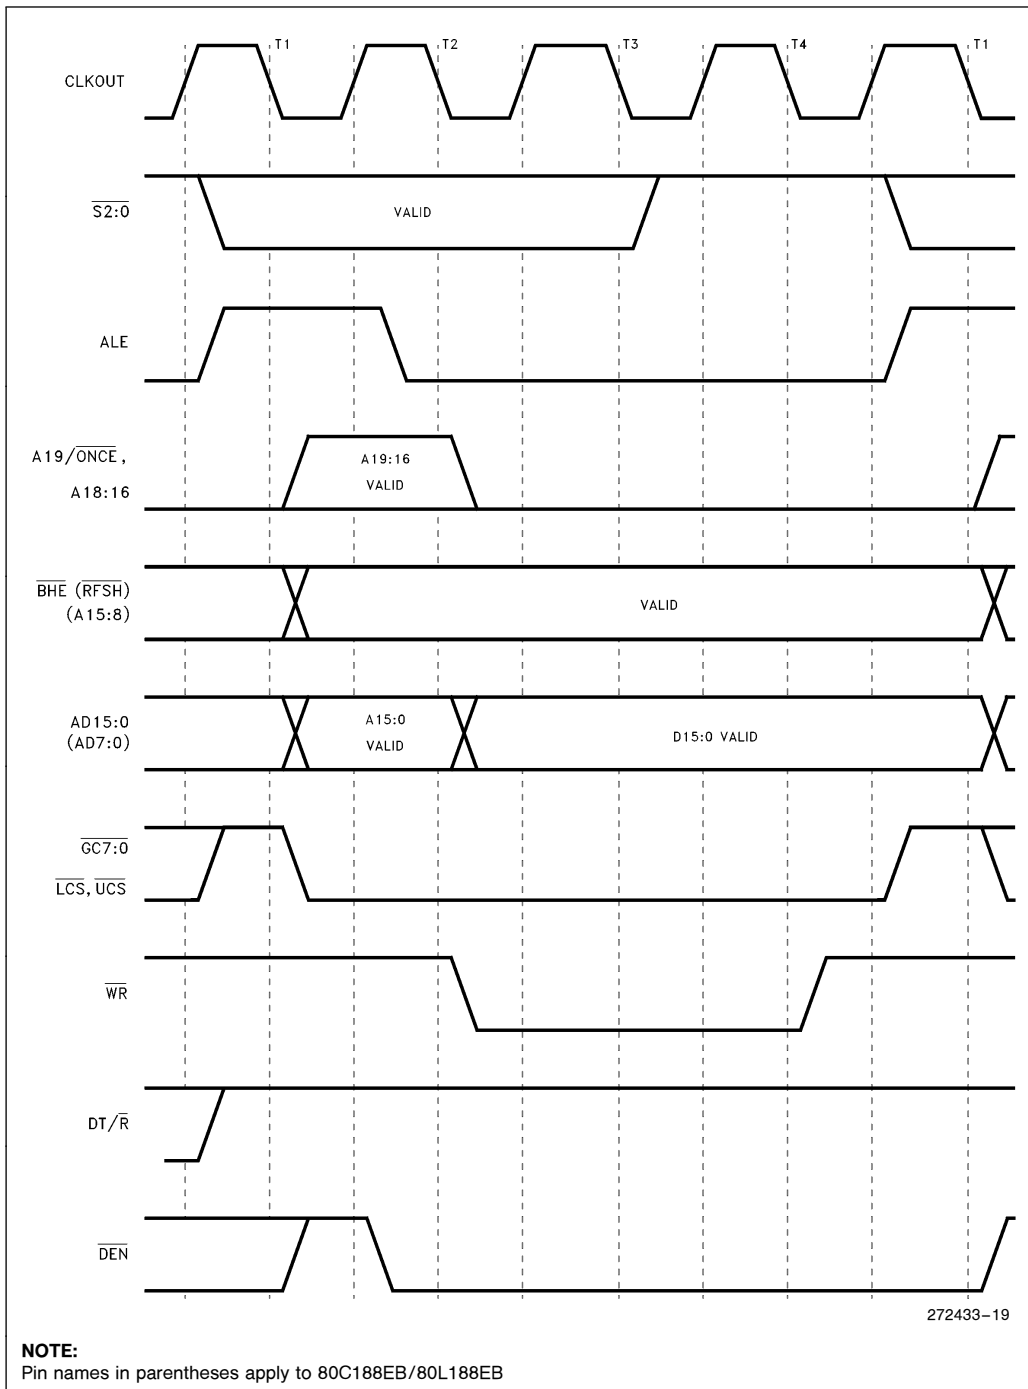 T1 T2 T3 T4 T1
CLKOUT
S2:0
VALID
ALE
A19/ONCE,
A18:16
A19:16
VALID
BHE (RFSH)
(A15:8)
VALID
AD15:0
(AD7:0)
A15:0
VALID
D15:0 VALID
GC7:0
LCS, UCS
WR
DT/R
DEN
272433–19
NOTE:
Pin names in parentheses apply to 80C188EB/80L188EB